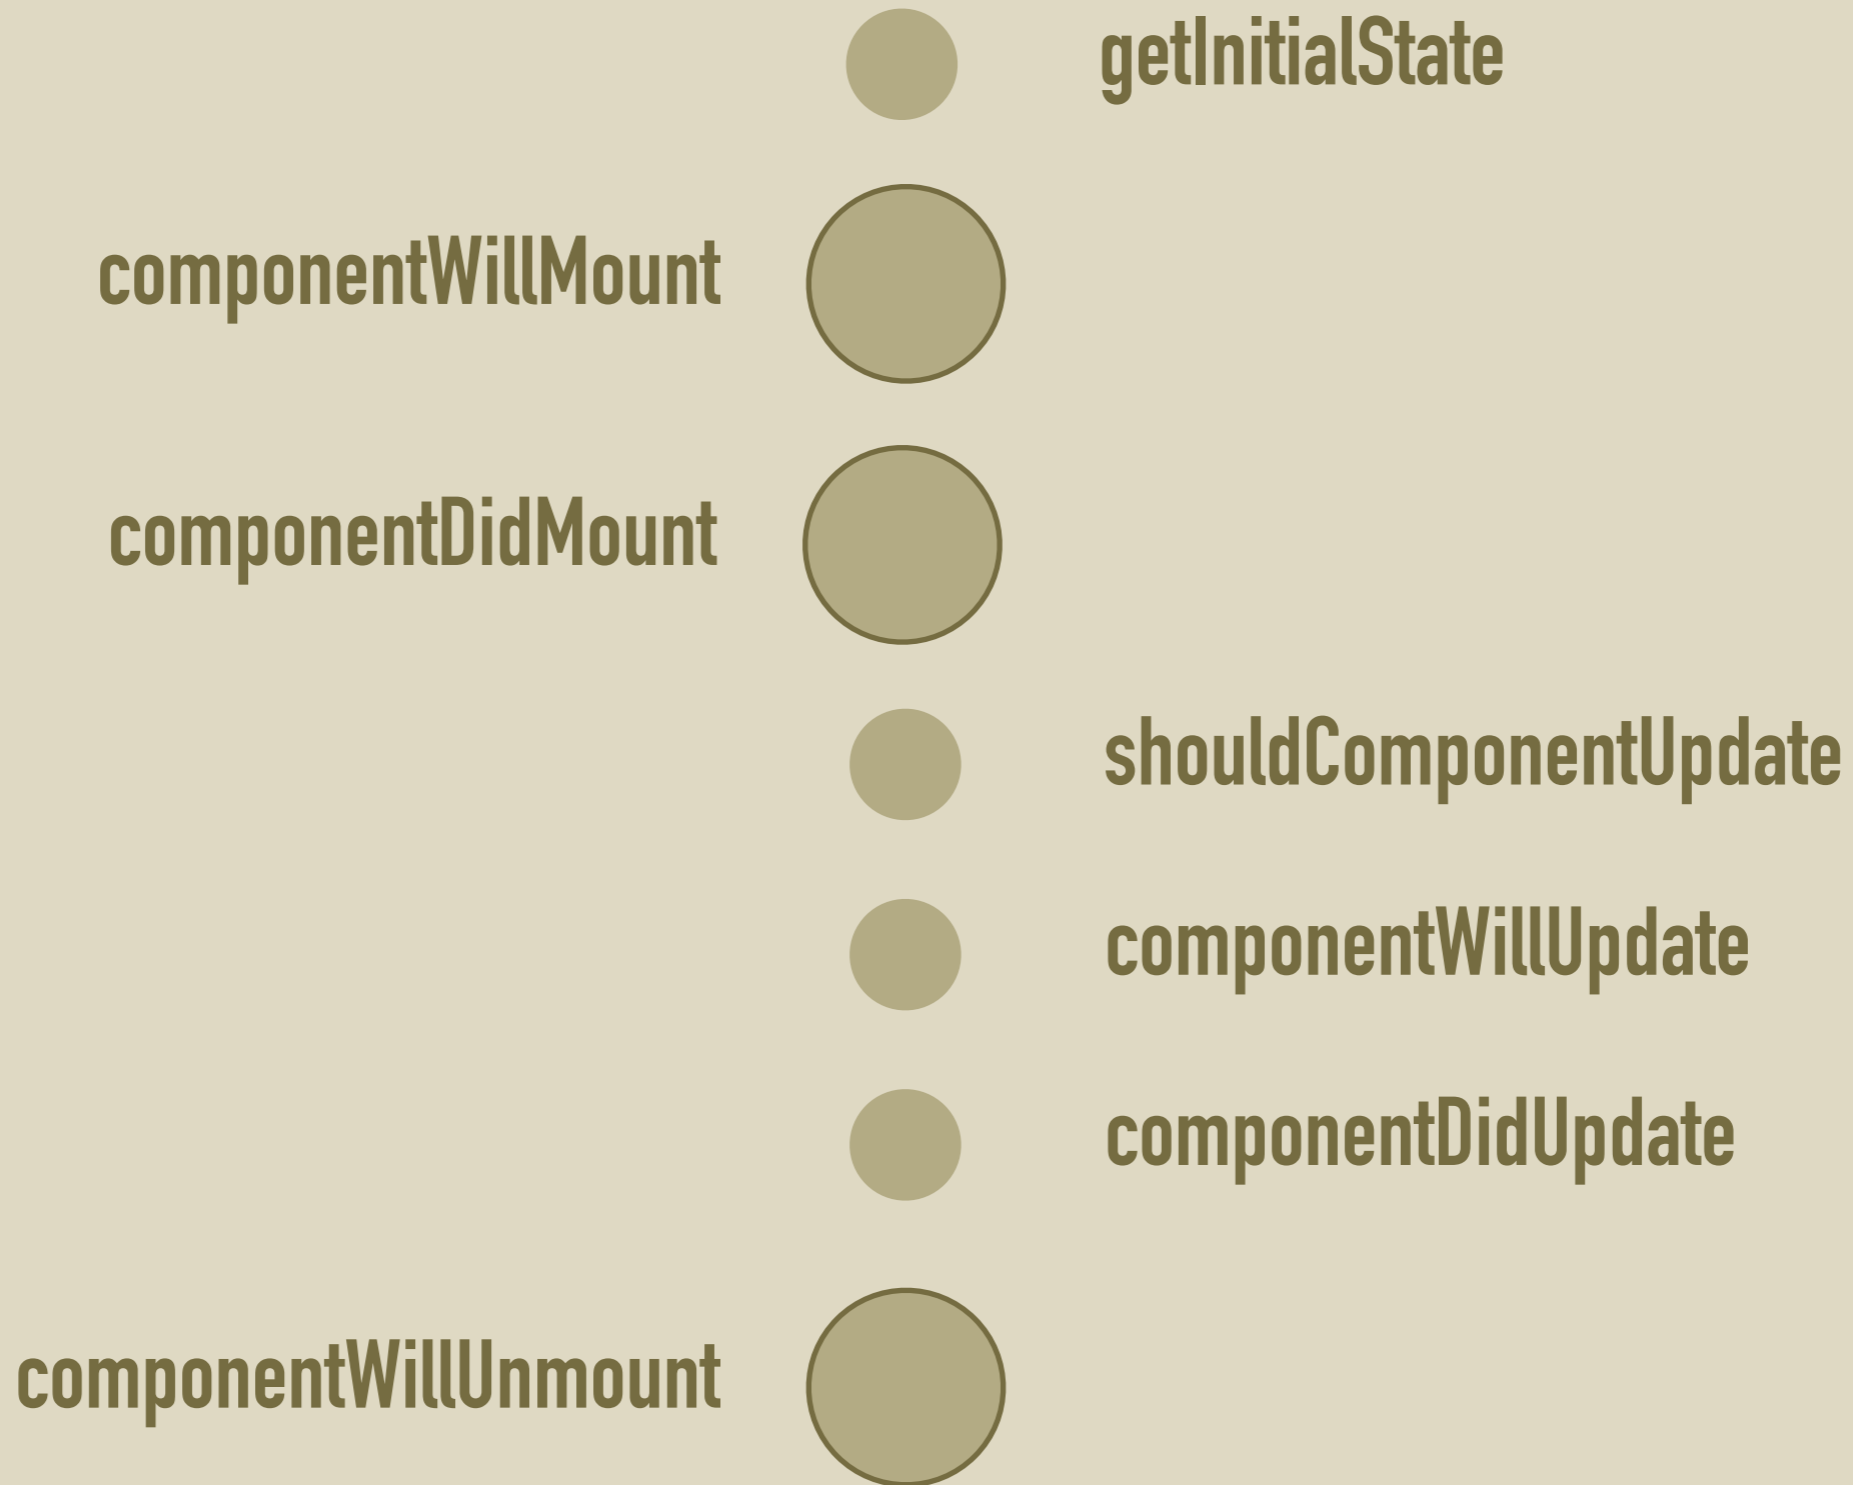 getInitialState
componentWillMount
componentDidMount
shouldComponentUpdate
componentWillUpdate
componentDidUpdate
componentWillUnmount